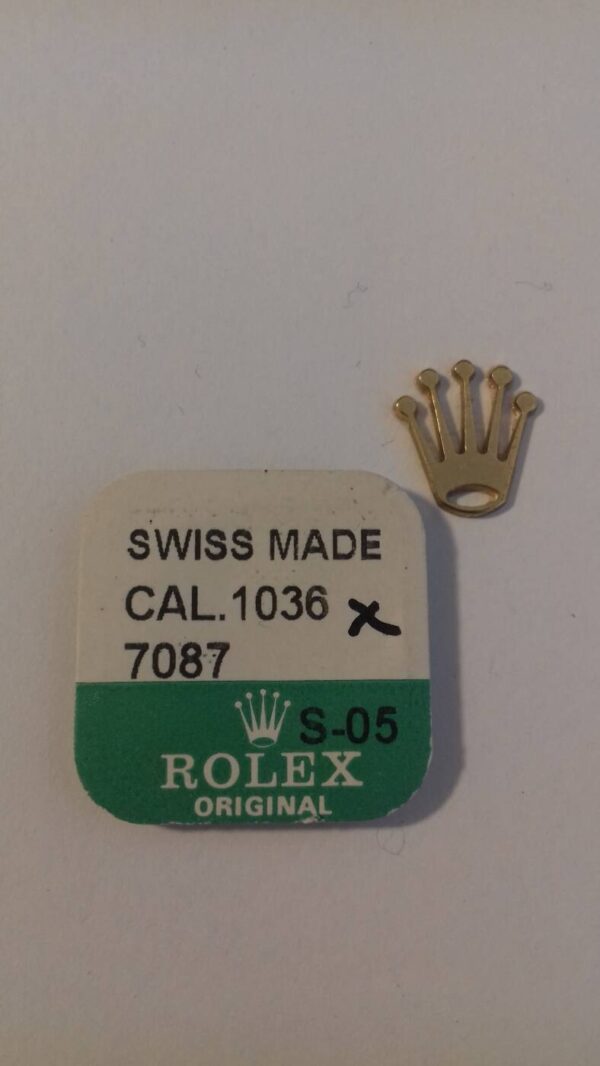 SWISS MADE
CAL.1036 x
7087
S-05
ROLEX
ORIGINAL